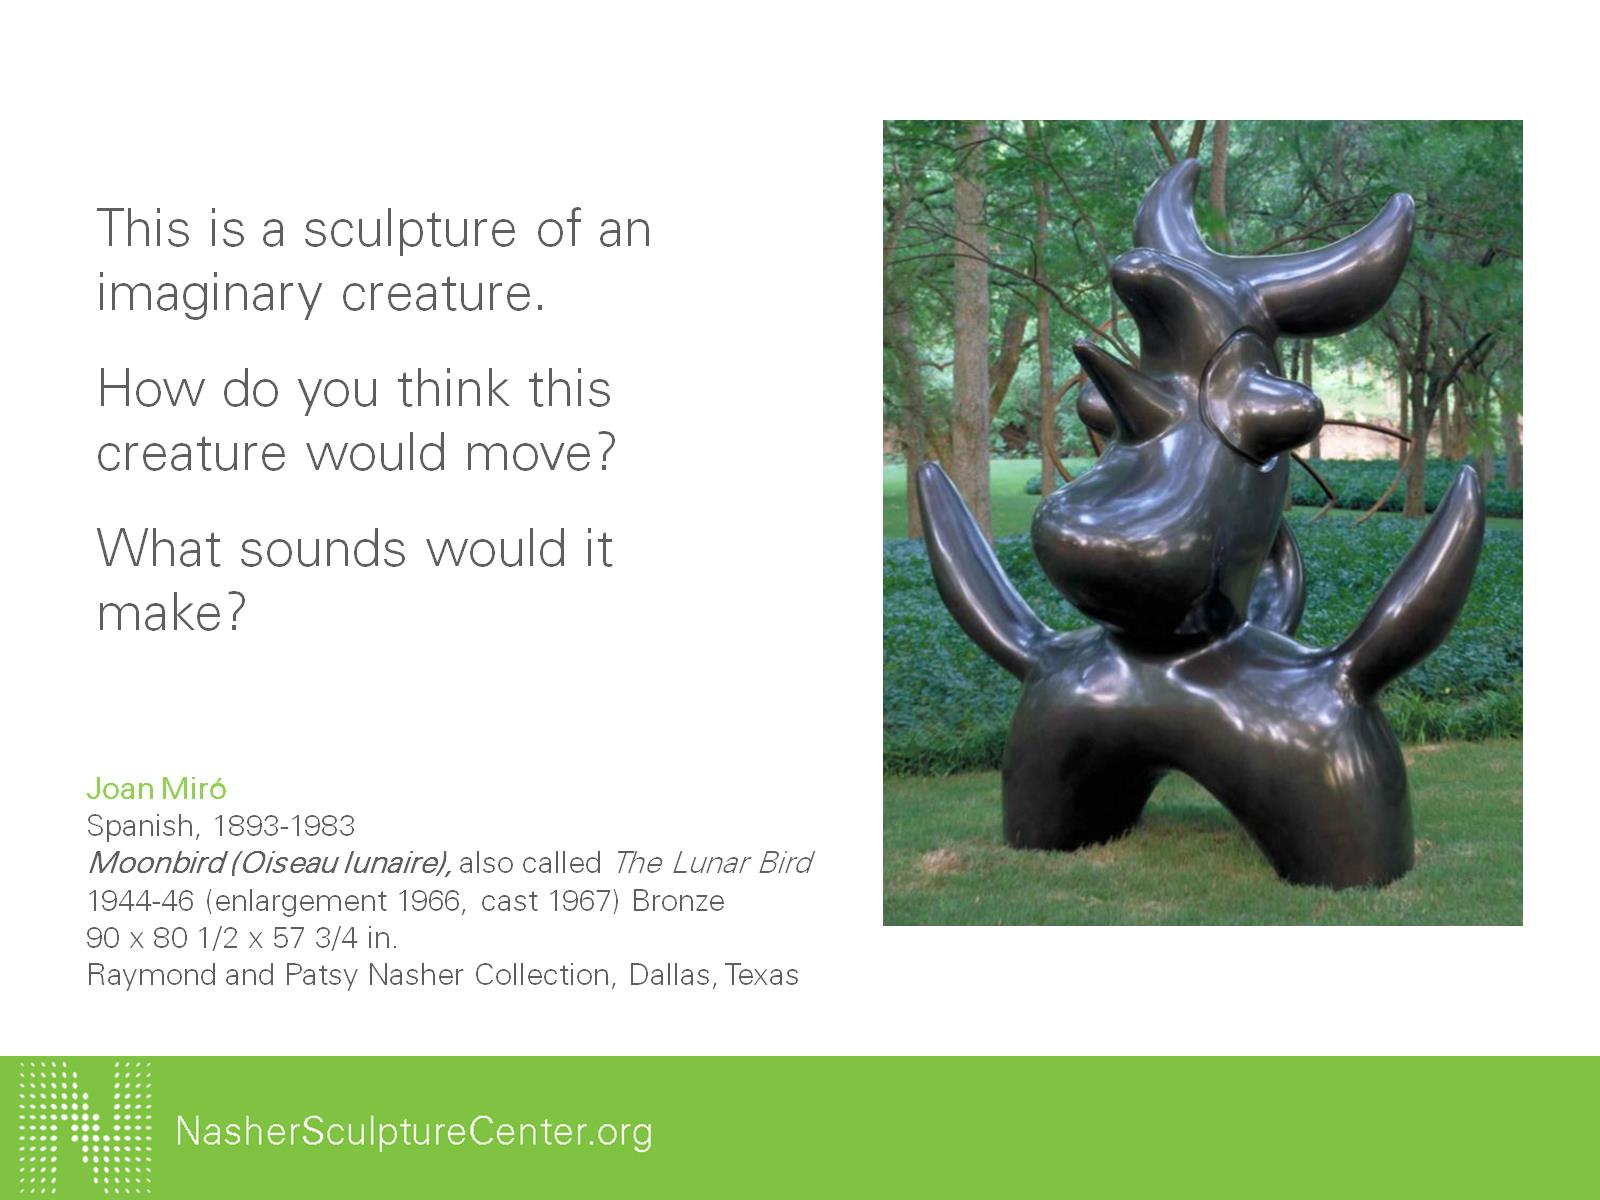 This is a sculpture of an
imaginary creature.
How do you think this
creature would move?
What sounds would it
make?
Joan Miró
Spanish, 1893-1983
Moonbird (Oiseau lunaire), also called The Lunar Bird
1944-46 (enlargement 1966, cast 1967) Bronze
90 x 80 1/2 x 57 3/4 in.
Raymond and Patsy Nasher Collection, Dallas, Texas
NasherSculptureCenter.org